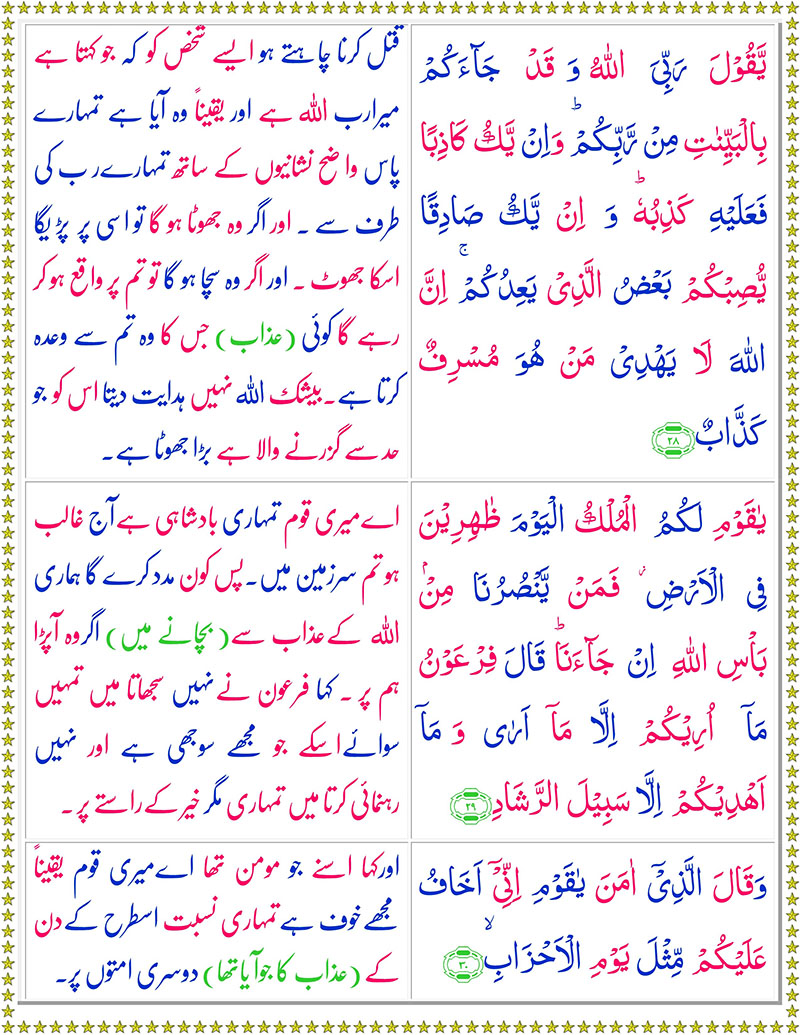 يَّقُوۡلَ رَبِّىَ اللّٰهُ وَ قَدۡ جَآءَكُمۡ
بِالۡبَيِّنٰتِ مِنۡ رَّبِّكُمۡ ؕ وَاِنۡ يَّكُ كَاذِبًا
فَعَلَيۡهِ كَذِبُهٗ ؕ وَ اِنۡ يَّكُ صَادِقًا
يُّصِبۡكُمۡ بَعۡضُ الَّذِىۡ يَعِدُكُمۡ ۚ اِنَّ
اللّٰهَ لَا يَهۡدِىۡ مَنۡ هُوَ مُسۡرِفٌ
كَذَّابٌ ۲۸
قتل کرنا چاہتے ہو ایسے شخص کو کہ جو کہتا ہے
میرارب اللہ ہے اور یقیناً وہ آیا ہے تمہارے
پاس واضح نشانیوں کے ساتھ تمہارے رب کی
طرف سے ۔ اور اگر وہ جھوٹا ہو گا تو اسی پر پڑیگا
اسکا جھوٹ ۔ اور اگر وہ سچا ہو گا تو تم پر واقع ہو کر
رہے گا کوئی (عذاب) جس کا وہ تم سے وعدہ
کرتا ہے۔ بیشک اللہ نہیں ہدایت دیتا اس کو جو
حد سے گزرنے والا ہے بڑا جھوٹا ہے۔
يٰقَوۡمِ لَكُمُ الۡمُلۡكُ الۡيَوۡمَ ظٰهِرِيۡنَ
فِى الۡاَرۡضِ فَمَنۡ يَّنۡصُرُنَا مِنۡۢ
بَاۡسِ اللّٰهِ اِنۡ جَآءَنَا ؕ قَالَ فِرۡعَوۡنُ
مَاۤ اُرِيۡكُمۡ اِلَّا مَاۤ اَرٰى وَ مَاۤ
اَهۡدِيۡكُمۡ اِلَّا سَبِيۡلَ الرَّشَادِ ۲۹
اے میری قوم تمہاری بادشاہی ہے آج غالب
ہو تم سرزمین میں۔ پس کون مدد کرے گا ہماری
اللہ کے عذاب سے (بچانے میں) اگر وہ آپڑا
ہم پر ۔ کہا فرعون نے نہیں سجھاتا میں تمہیں
سوائے اسکے جو مجھے سوجھی ہے اور نہیں
رہنمائی کرتا میں تمہاری مگر خیر کے راستے پر ۔
وَقَالَ الَّذِىۡۤ اٰمَنَ يٰقَوۡمِ اِنِّىۡۤ اَخَافُ
عَلَيۡكُمۡ مِّثۡلَ يَوۡمِ الۡاَحۡزَابِ ۙ ۳۰
اور کہا اسنے جو مومن تھا اے میری قوم یقیناً
مجھے خوف ہے تمہاری نسبت اسطرح کے دن
کے (عذاب کا جو آیا تھا) دوسری امتوں پر۔